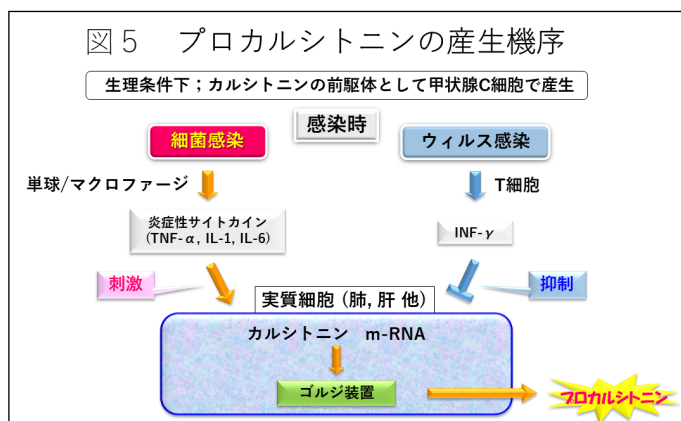 図５　プロカルシトニンの産生機序
生理条件下；カルシトニンの前駆体として甲状腺C細胞で産生
感染時
細菌感染
ウィルス感染
単球/マクロファージ
T細胞
炎症性サイトカイン
(TNF-α, IL-1, IL-6)
INF-γ
刺激
抑制
実質細胞 (肺, 肝 他)
カルシトニン　m-RNA
ゴルジ装置
プロカルシトニン